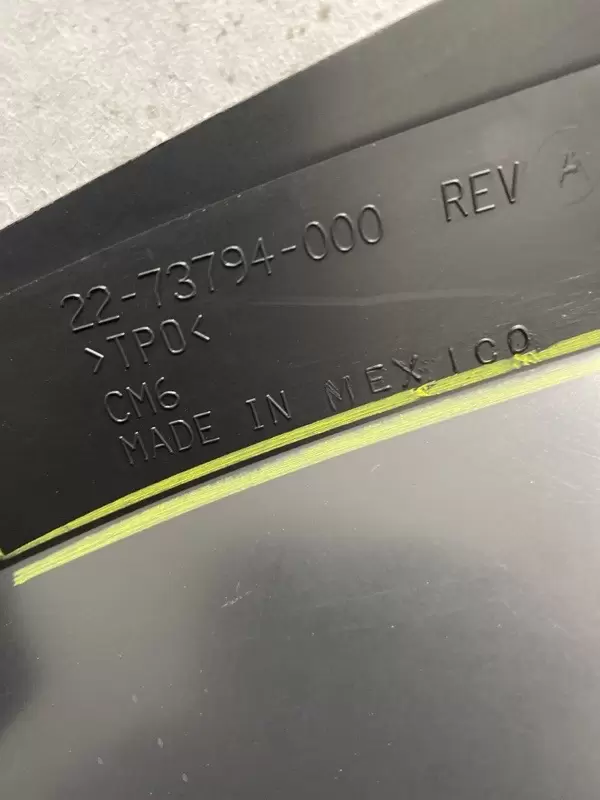 22-73794-000 REV A
>TPO<
CM6
MADE IN MEXICO